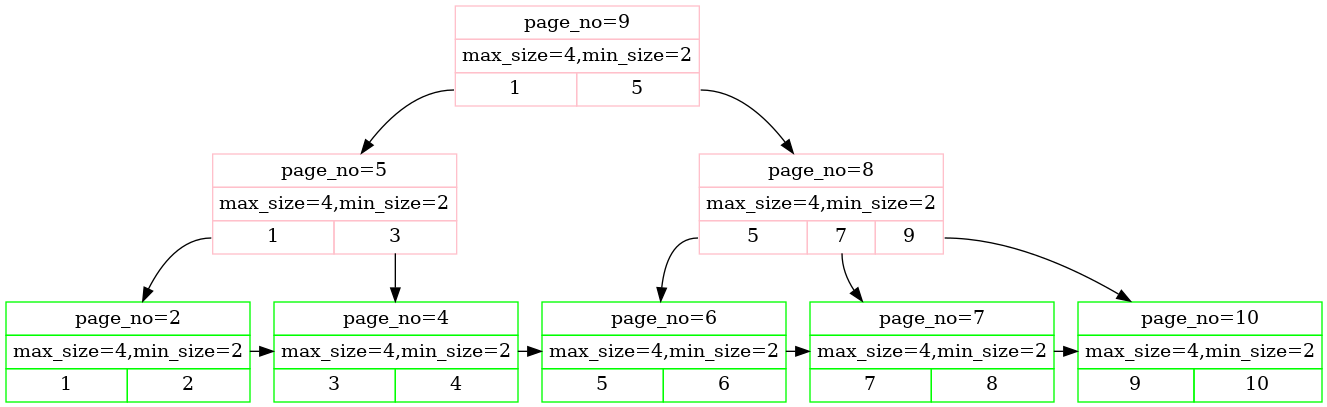 page_no=9
max_size=4,min_size=2
1 5
page_no=5
max_size=4,min_size=2
1 3
page_no=8
max_size=4,min_size=2
5 7 9
page_no=2
max_size=4,min_size=2
1 2
page_no=4
max_size=4,min_size=2
3 4
page_no=6
max_size=4,min_size=2
5 6
page_no=7
max_size=4,min_size=2
7 8
page_no=10
max_size=4,min_size=2
9 10